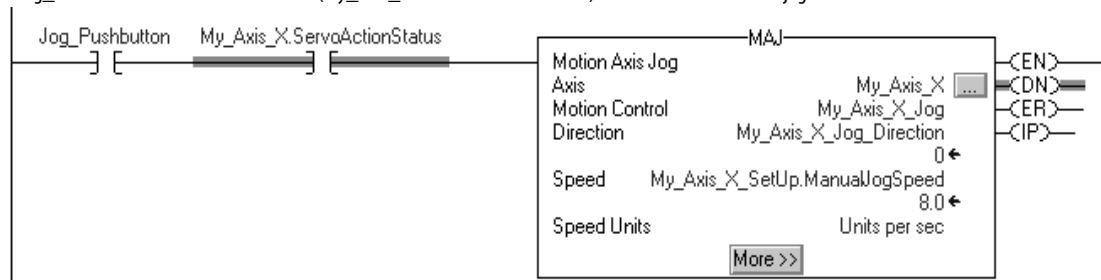 Jog_Pushbutton My_Axis_X.ServoActionStatus
MAJ
Motion Axis Jog EN
Axis My_Axis_X ... DN
Motion Control My_Axis_X_Jog ER
Direction My_Axis_X_Jog_Direction IP
0
Speed My_Axis_X_SetUp.ManualJogSpeed
8.0
Speed Units Units per sec
More >>